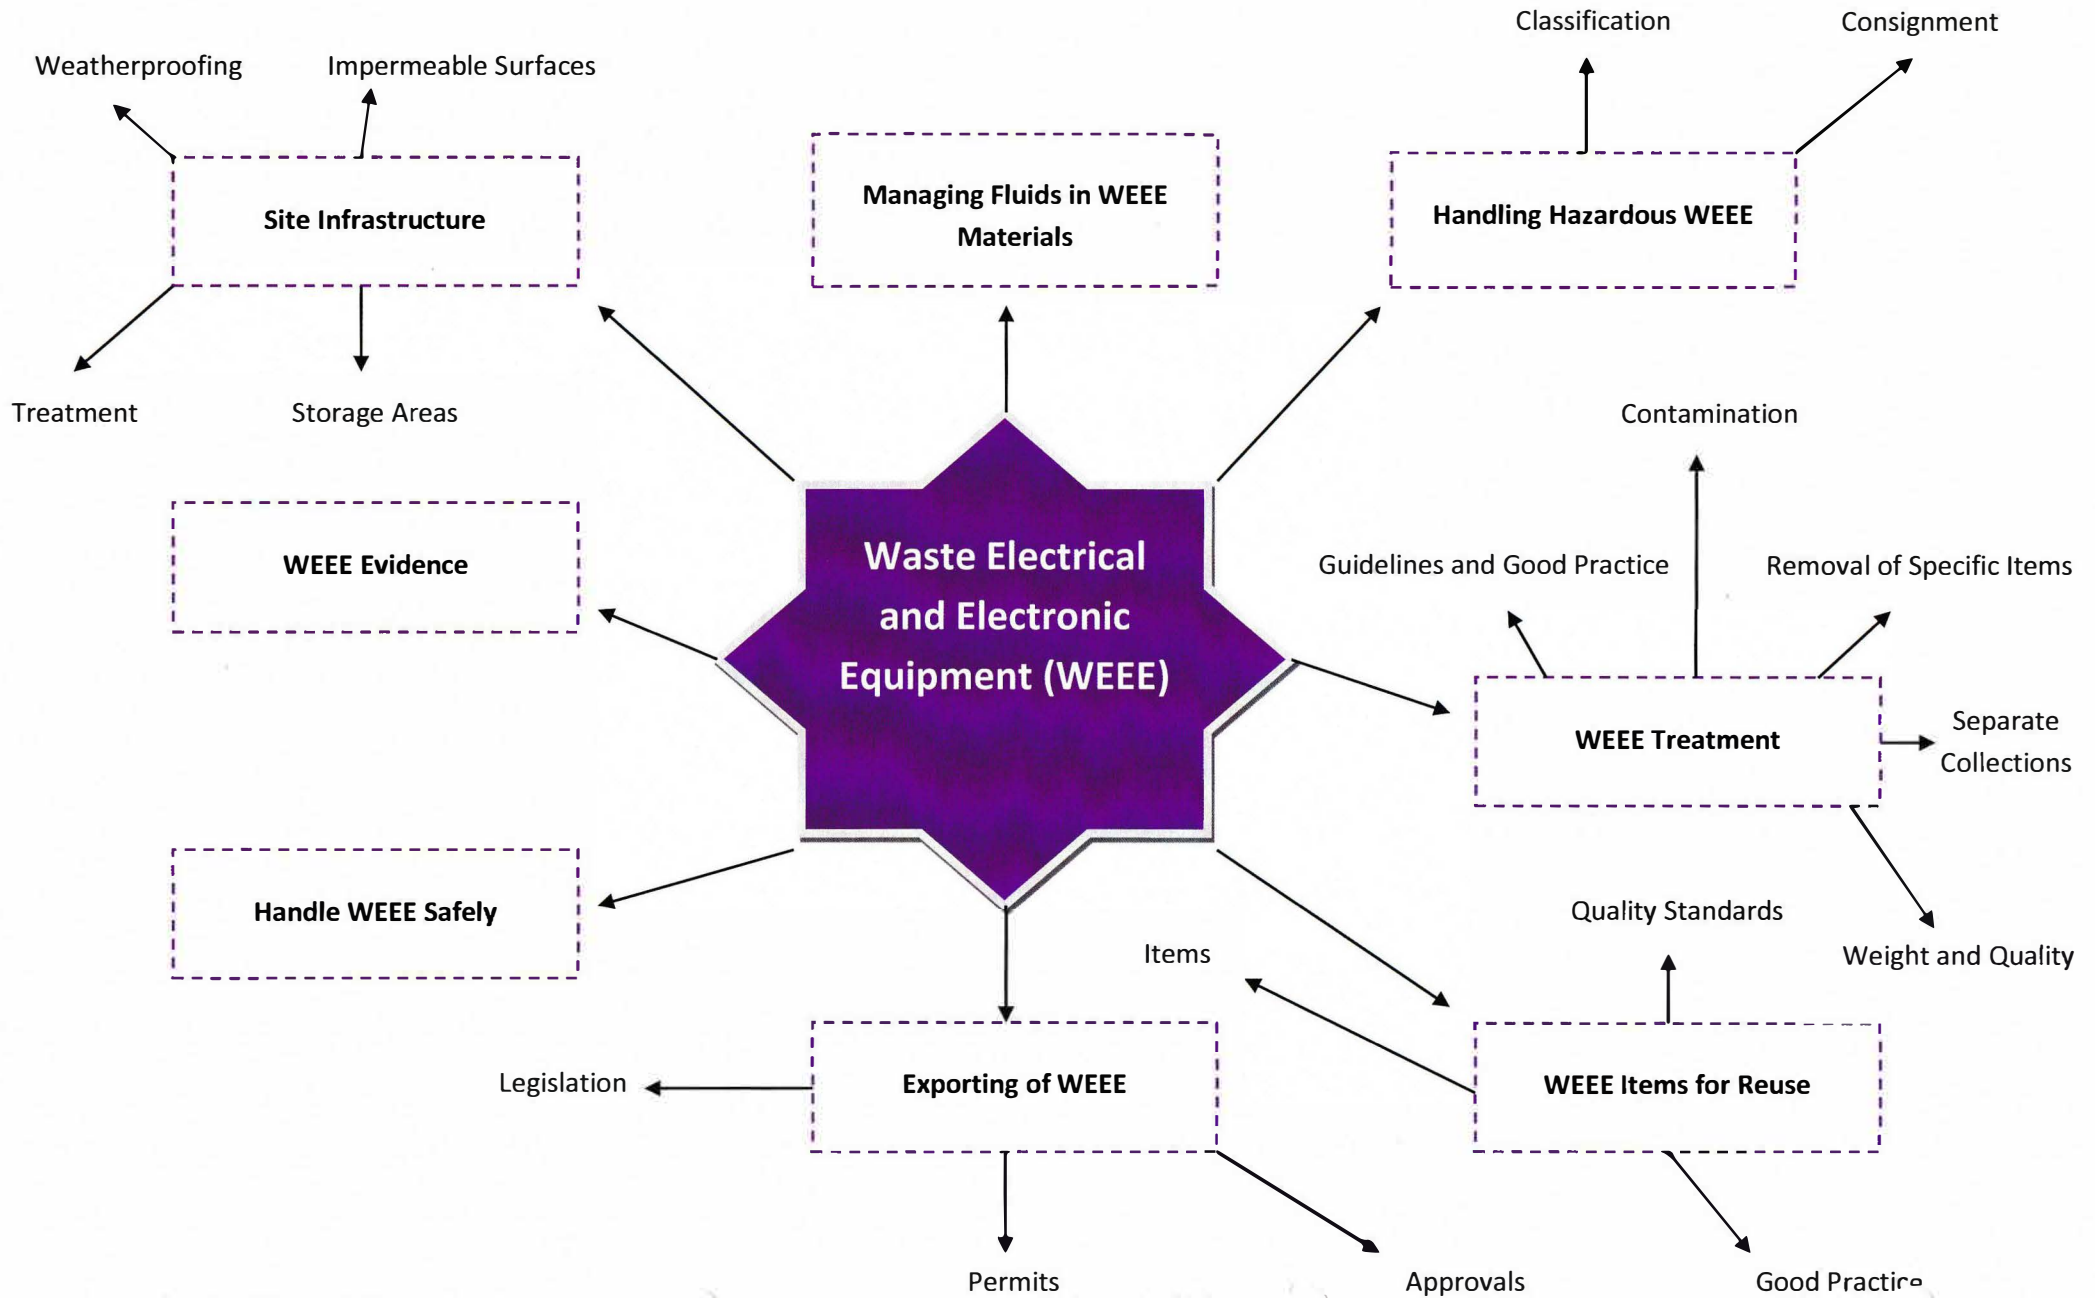 Classification
Consignment
Weatherproofing
Impermeable Surfaces
Managing Fluids in WEEE
Materials
Handling Hazardous WEEE
Site Infrastructure
Treatment
Storage Areas
Contamination
WEEE Evidence
Waste Electrical
and Electronic
Equipment (WEEE)
Guidelines and Good Practice
Removal of Specific Items
WEEE Treatment
Separate
Collections
Handle WEEE Safely
Quality Standards
Items
Weight and Quality
Legislation
Exporting of WEEE
WEEE Items for Reuse
Permits
Approvals
Good Practice